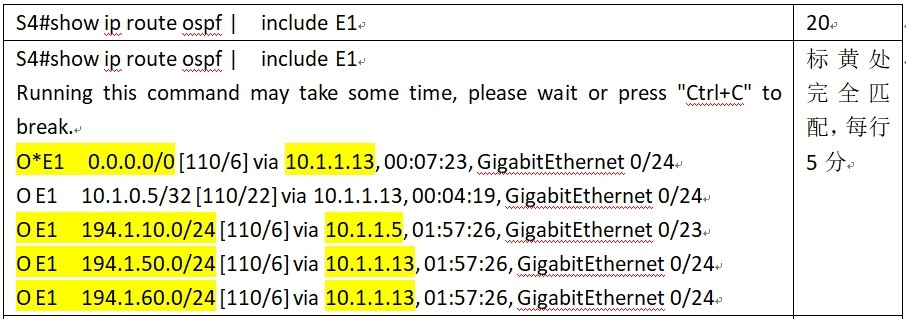 S4#show ip route ospf | include E1
20
S4#show ip route ospf | include E1
Running this command may take some time, please wait or press "Ctrl+C" to
break.
O*E1 0.0.0.0/0 [110/6] via 10.1.1.13, 00:07:23, GigabitEthernet 0/24
O E1 10.1.0.5/32 [110/22] via 10.1.1.13, 00:04:19, GigabitEthernet 0/24
O E1 194.1.10.0/24 [110/6] via 10.1.1.5, 01:57:26, GigabitEthernet 0/23
O E1 194.1.50.0/24 [110/6] via 10.1.1.13, 01:57:26, GigabitEthernet 0/24
O E1 194.1.60.0/24 [110/6] via 10.1.1.13, 01:57:26, GigabitEthernet 0/24
标黄处
完全匹
配，每行
5 分